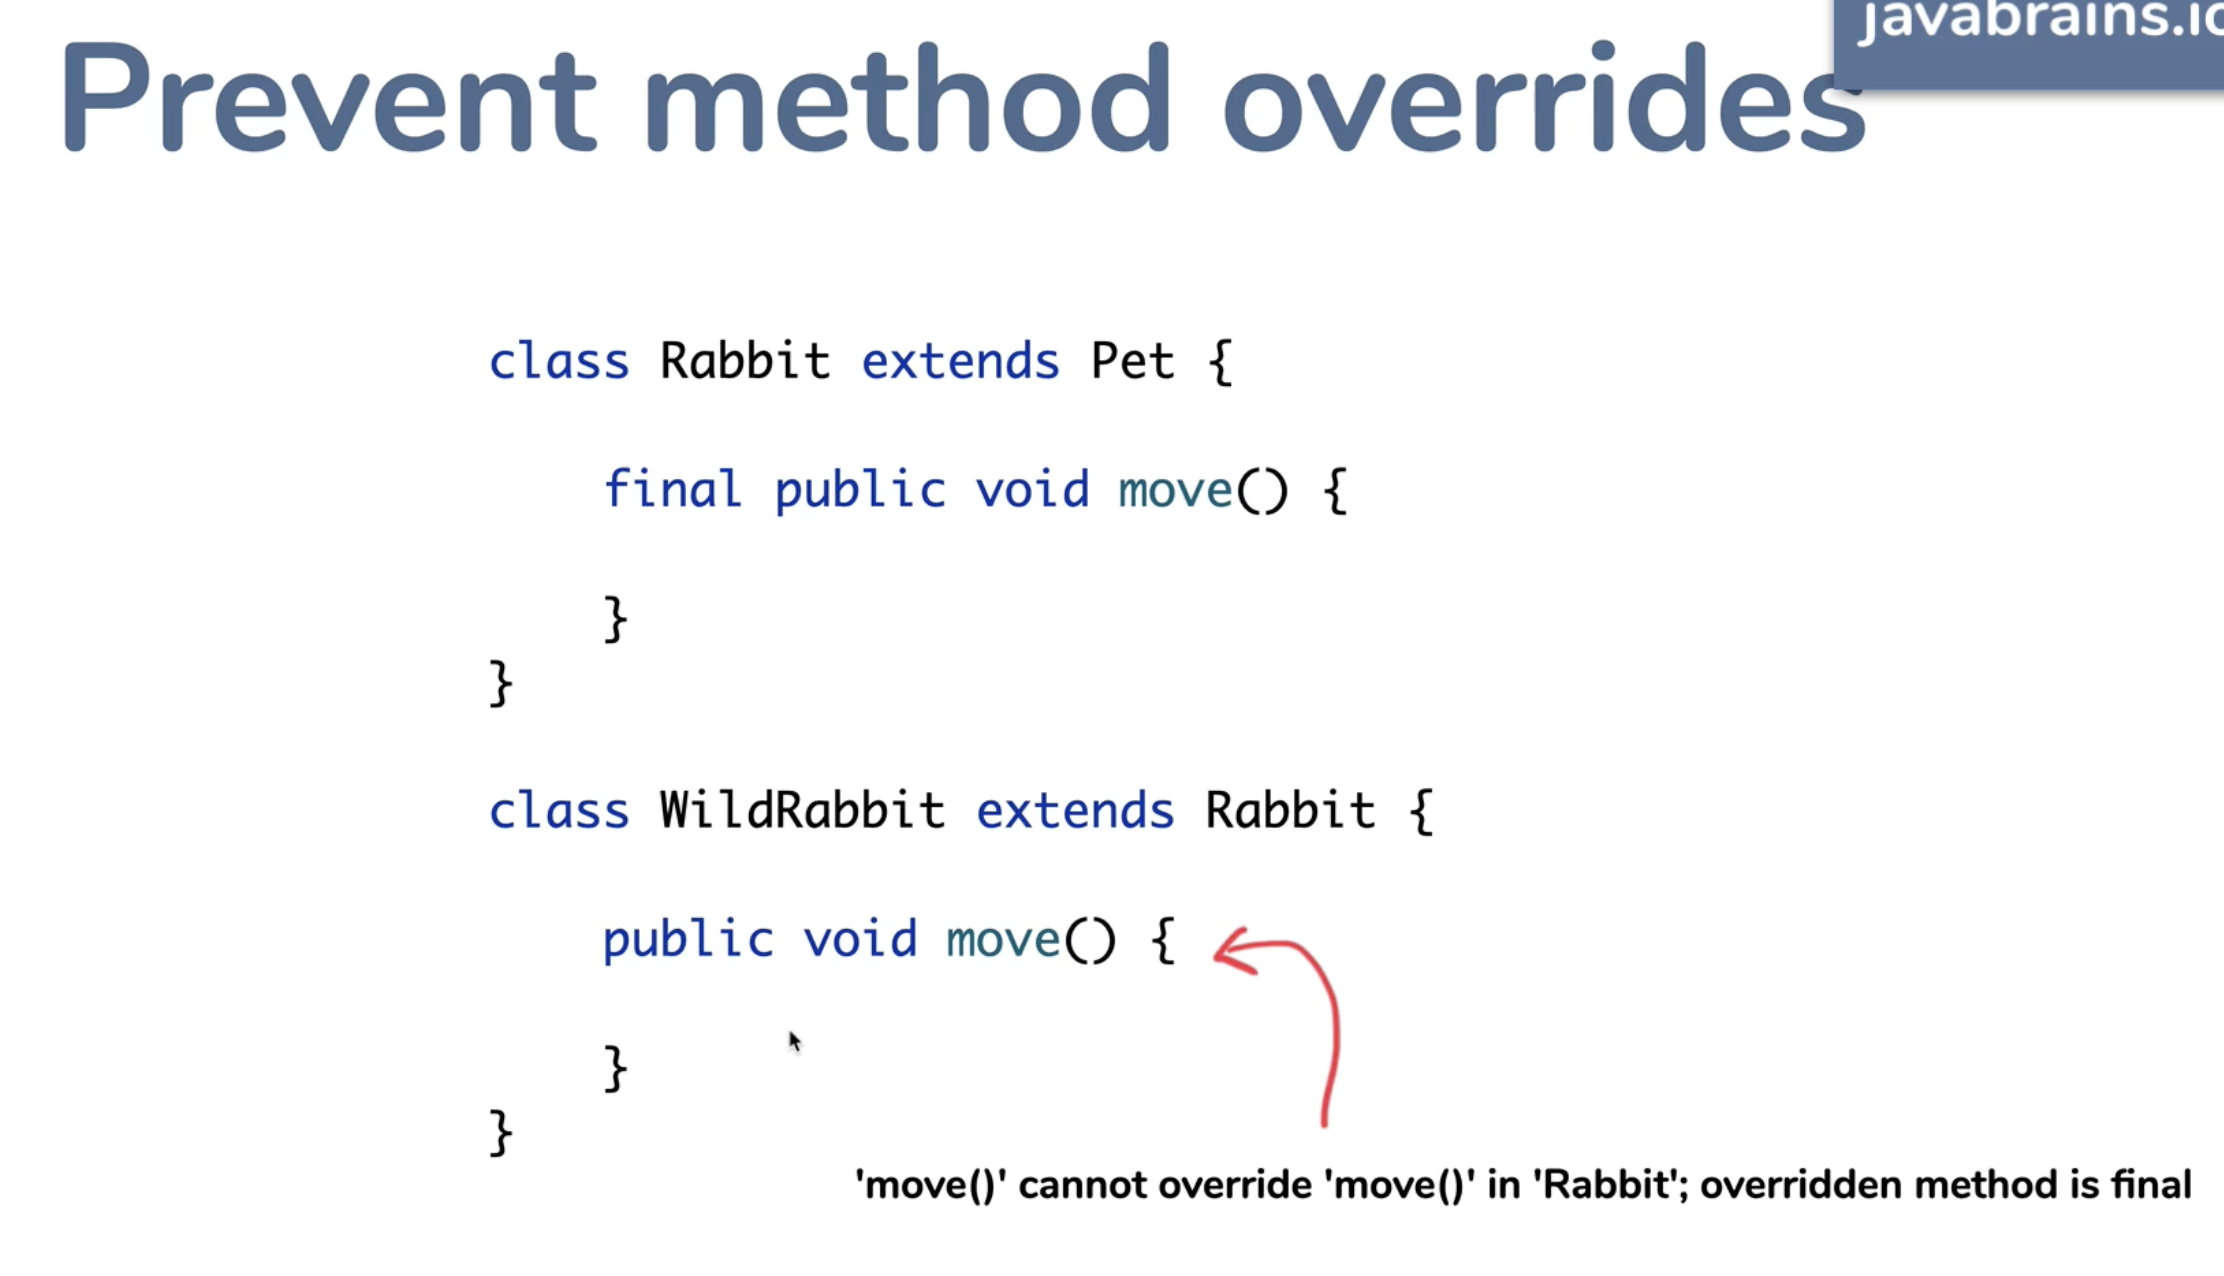 javabrains.io
Prevent method overrides
class Rabbit extends Pet {
final public void move() {
}
}
class WildRabbit extends Rabbit {
public void move() {
}
}
'move()' cannot override 'move()' in 'Rabbit'; overridden method is final